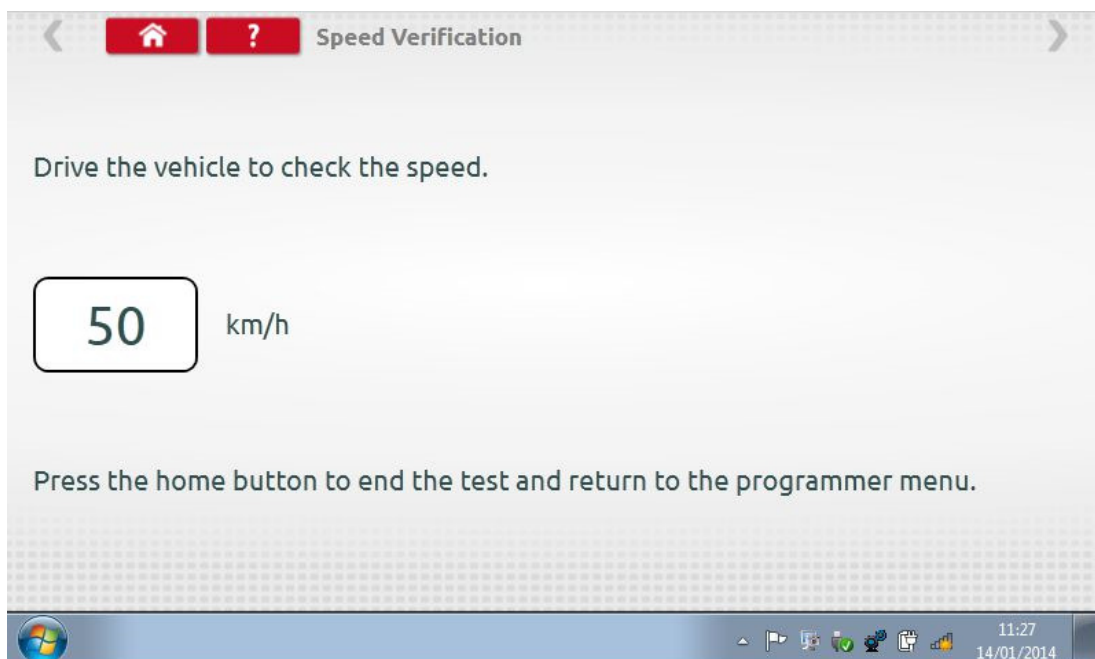 ? Speed Verification
Drive the vehicle to check the speed.
50 km/h
Press the home button to end the test and return to the programmer menu.
11:27
14/01/2014